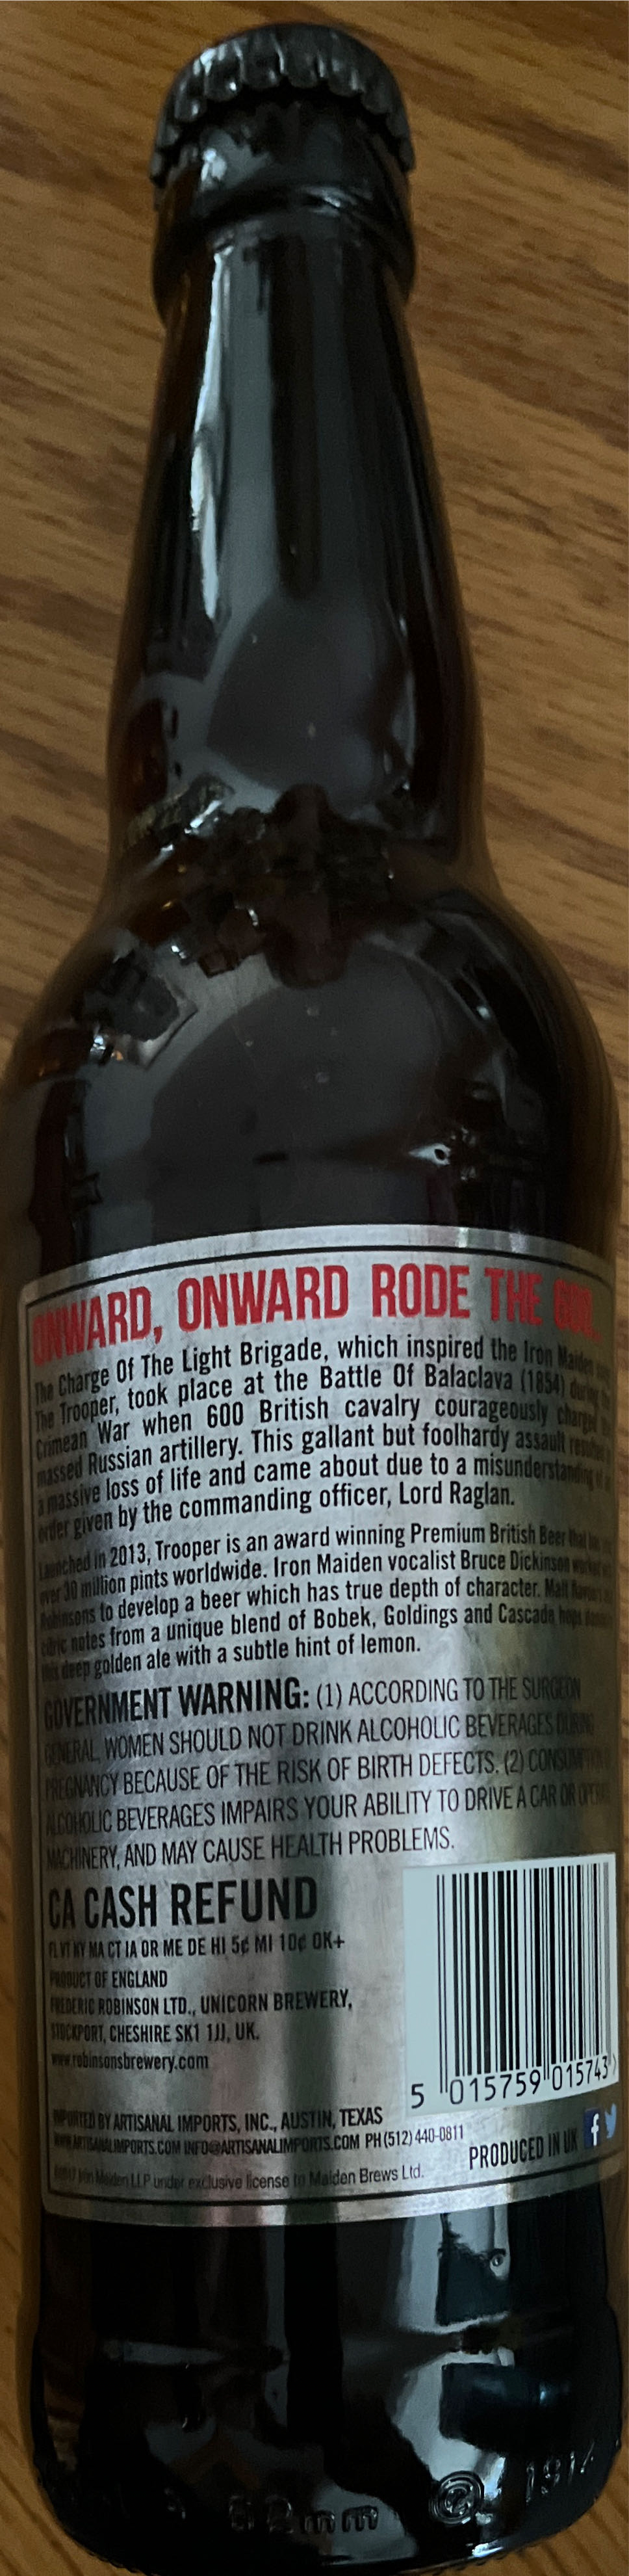 ONWARD, ONWARD RODE THE 600.
The Charge Of The Light Brigade, which inspired the Iron Maiden
The Trooper, took place at the Battle Of Balaclava (1854) during the
Crimean War when 600 British cavalry courageously charged
massed Russian artillery. This gallant but foolhardy assault resulted
a massive loss of life and came about due to a misunderstanding of
order given by the commanding officer, Lord Raglan.
Launched in 2013, Trooper is an award winning Premium British Beer that
over 30 million pints worldwide. Iron Maiden vocalist Bruce Dickinson worked
Robinsons to develop a beer which has true depth of character. Malt flavours
citric notes from a unique blend of Bobek, Goldings and Cascade hops
this deep golden ale with a subtle hint of lemon.
GOVERNMENT WARNING: (1) ACCORDING TO THE SURGEON
GENERAL, WOMEN SHOULD NOT DRINK ALCOHOLIC BEVERAGES DURING
PREGNANCY BECAUSE OF THE RISK OF BIRTH DEFECTS. (2) CONSUMPTION
ALCOHOLIC BEVERAGES IMPAIRS YOUR ABILITY TO DRIVE A CAR OR OPERATE
MACHINERY, AND MAY CAUSE HEALTH PROBLEMS.
CA CASH REFUND
FL VT NY MA CT IA OR ME DE HI 5¢ MI 10¢ OK+
PRODUCT OF ENGLAND
FREDERIC ROBINSON LTD., UNICORN BREWERY,
STOCKPORT, CHESHIRE SK1 1JJ, UK.
www.robinsonsbrewery.com
5 015759 015743 >
IMPORTED BY ARTISANAL IMPORTS, INC., AUSTIN, TEXAS
WWW.ARTISANALIMPORTS.COM INFO@ARTISANALIMPORTS.COM PH (512) 440-0811
PRODUCED IN UK f
©2017 Iron Maiden LLP under exclusive license to Maiden Brews Ltd.
62mm